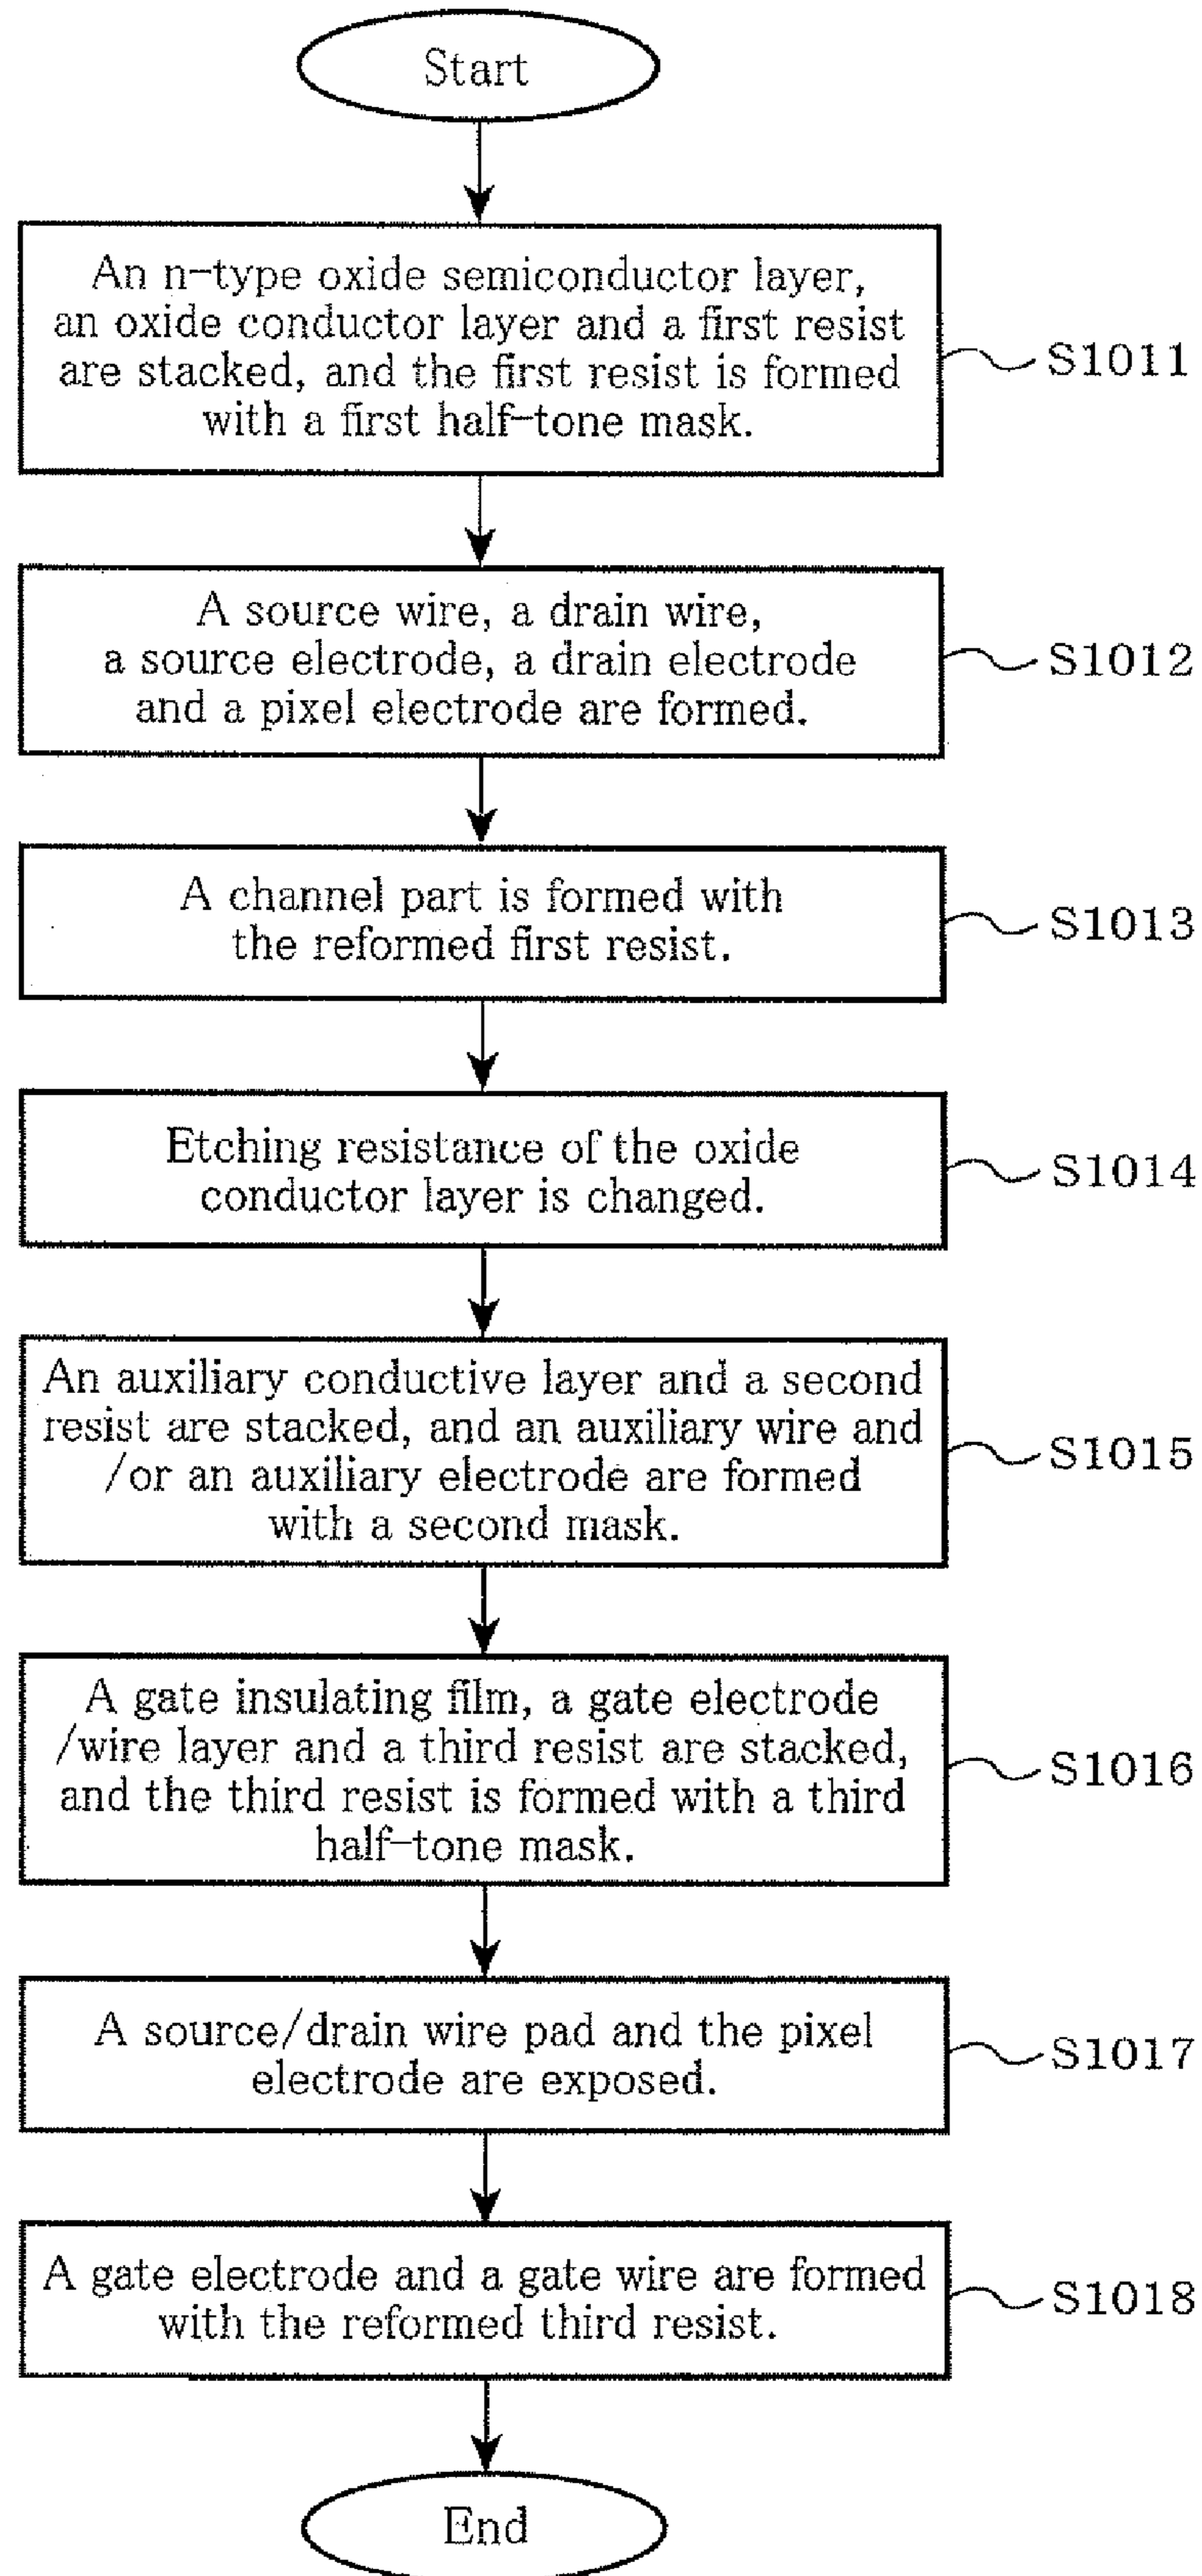 Start
An n-type oxide semiconductor layer,
an oxide conductor layer and a first resist
are stacked, and the first resist is formed
with a first half-tone mask.
S1011
A source wire, a drain wire,
a source electrode, a drain electrode
and a pixel electrode are formed.
S1012
A channel part is formed with
the reformed first resist.
S1013
Etching resistance of the oxide
conductor layer is changed.
S1014
An auxiliary conductive layer and a second
resist are stacked, and an auxiliary wire and
/or an auxiliary electrode are formed
with a second mask.
S1015
A gate insulating film, a gate electrode
/wire layer and a third resist are stacked,
and the third resist is formed with a third
half-tone mask.
S1016
A source/drain wire pad and the pixel
electrode are exposed.
S1017
A gate electrode and a gate wire are formed
with the reformed third resist.
S1018
End